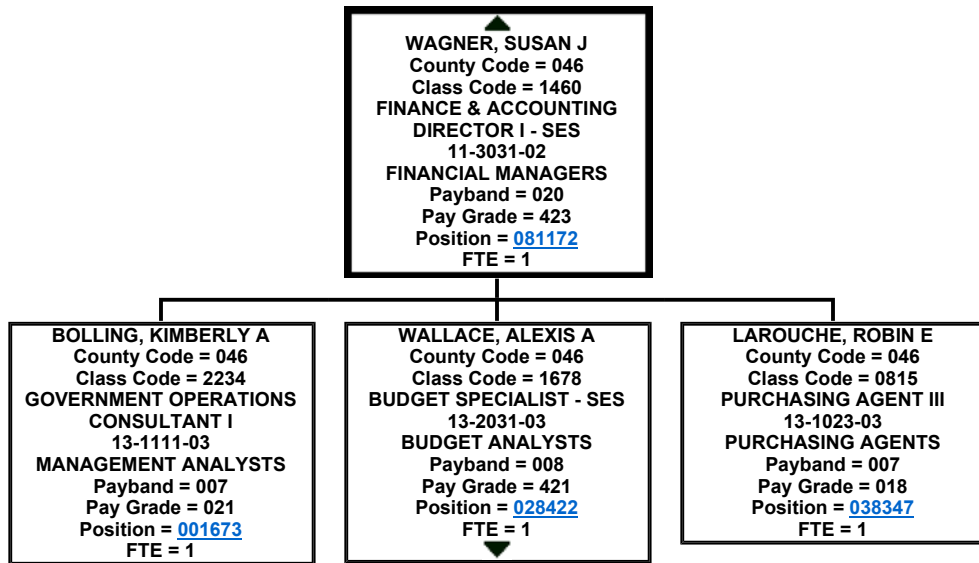 WAGNER, SUSAN J
County Code = 046
Class Code = 1460
FINANCE & ACCOUNTING
DIRECTOR I - SES
11-3031-02
FINANCIAL MANAGERS
Payband = 020
Pay Grade = 423
Position = 081172
FTE = 1
BOLLING, KIMBERLY A
County Code = 046
Class Code = 2234
GOVERNMENT OPERATIONS
CONSULTANT I
13-1111-03
MANAGEMENT ANALYSTS
Payband = 007
Pay Grade = 021
Position = 001673
FTE = 1
WALLACE, ALEXIS A
County Code = 046
Class Code = 1678
BUDGET SPECIALIST - SES
13-2031-03
BUDGET ANALYSTS
Payband = 008
Pay Grade = 421
Position = 028422
FTE = 1
LAROUCHE, ROBIN E
County Code = 046
Class Code = 0815
PURCHASING AGENT III
13-1023-03
PURCHASING AGENTS
Payband = 007
Pay Grade = 018
Position = 038347
FTE = 1